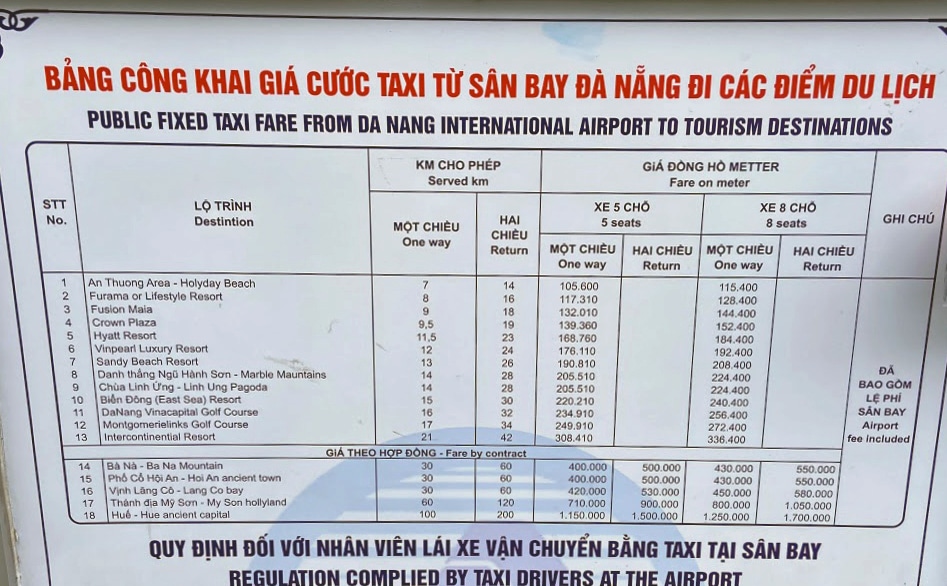 BẢNG CÔNG KHAI GIÁ CƯỚC TAXI TỪ SÂN BAY ĐÀ NẴNG ĐI CÁC ĐIỂM DU LỊCH
PUBLIC FIXED TAXI FARE FROM DA NANG INTERNATIONAL AIRPORT TO TOURISM DESTINATIONS
STT No. LỘ TRÌNH Destintion KM CHO PHÉP Served km GIÁ ĐỒNG HỒ METTER Fare on meter GHI CHÚ
MỘT CHIỀU One way HAI CHIỀU Return XE 5 CHỖ 5 seats XE 8 CHỖ 8 seats
MỘT CHIỀU One way HAI CHIỀU Return MỘT CHIỀU One way HAI CHIỀU Return
1 An Thuong Area - Holyday Beach 7 14 105.600 115.400
2 Furama or Lifestyle Resort 8 16 117.310 128.400
3 Fusion Maia 9 18 132.010 144.400
4 Crown Plaza 9,5 19 139.360 152.400
5 Hyatt Resort 11,5 23 168.760 184.400
6 Vinpearl Luxury Resort 12 24 176.110 192.400
7 Sandy Beach Resort 13 26 190.810 208.400
8 Danh thắng Ngũ Hành Sơn - Marble Mauntains 14 28 205.510 224.400
9 Chùa Linh Ứng - Linh Ung Pagoda 14 28 205.510 224.400
10 Biển Đông (East Sea) Resort 15 30 220.210 240.400
11 DaNang Vinacapital Golf Course 16 32 234.910 256.400
12 Montgomerielinks Golf Course 17 34 249.910 272.400
13 Intercontinental Resort 21 42 308.410 336.400
ĐÃ BAO GỒM LỆ PHÍ SÂN BAY Airport fee included
GIÁ THEO HỢP ĐỒNG - Fare by contract
14 Bà Nà - Ba Na Mountain 30 60 400.000 500.000 430.000 550.000
15 Phố Cổ Hội An - Hoi An ancient town 30 60 400.000 500.000 430.000 550.000
16 Vịnh Lăng Cô - Lang Co bay 30 60 420.000 530.000 450.000 580.000
17 Thành địa Mỹ Sơn - My Son hollyland 60 120 710.000 900.000 800.000 1.050.000
18 Huế - Hue ancient capital 100 200 1.150.000 1.500.000 1.250.000 1.700.000
QUY ĐỊNH ĐỐI VỚI NHÂN VIÊN LÁI XE VẬN CHUYỂN BẰNG TAXI TẠI SÂN BAY
REGULATION COMPLIED BY TAXI DRIVERS AT THE AIRPORT